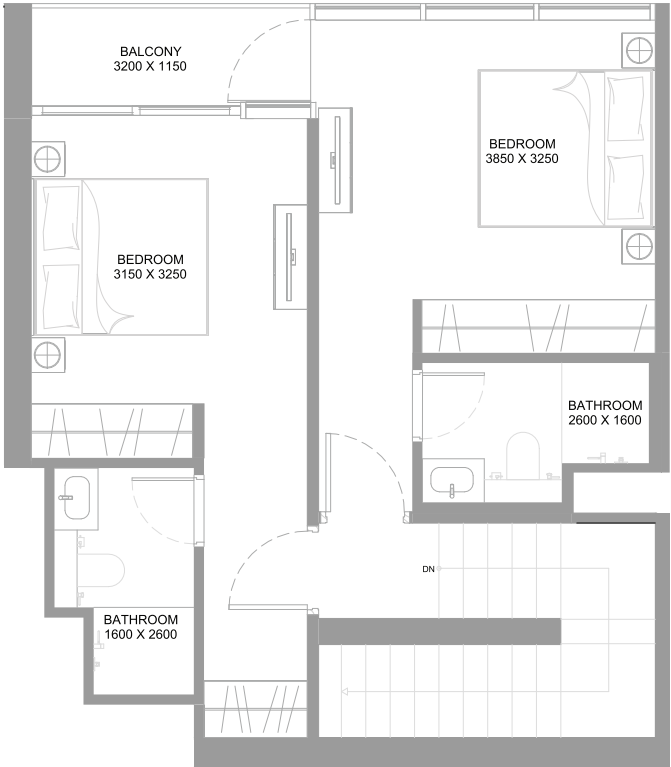 BALCONY
3200 X 1150
BEDROOM
3850 X 3250
BEDROOM
3150 X 3250
BATHROOM
2600 X 1600
DN
BATHROOM
1600 X 2600